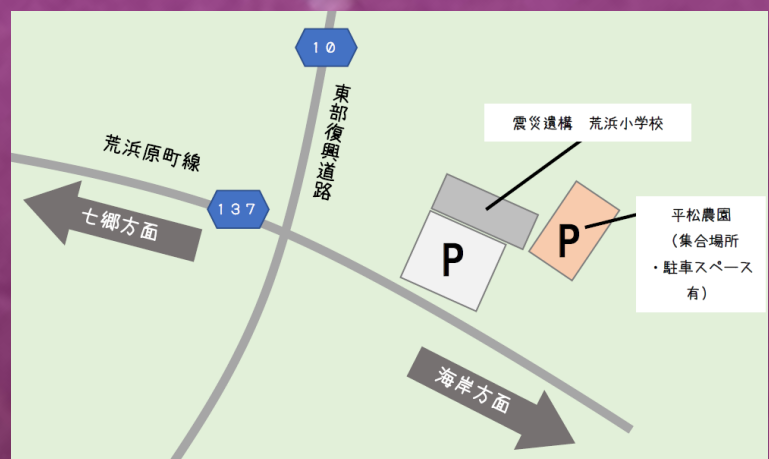 10
東部復興道路
震災遺構　荒浜小学校
荒浜原町線
137
七郷方面
P
P
平松農園
（集合場所
・駐車スペース
有）
海岸方面